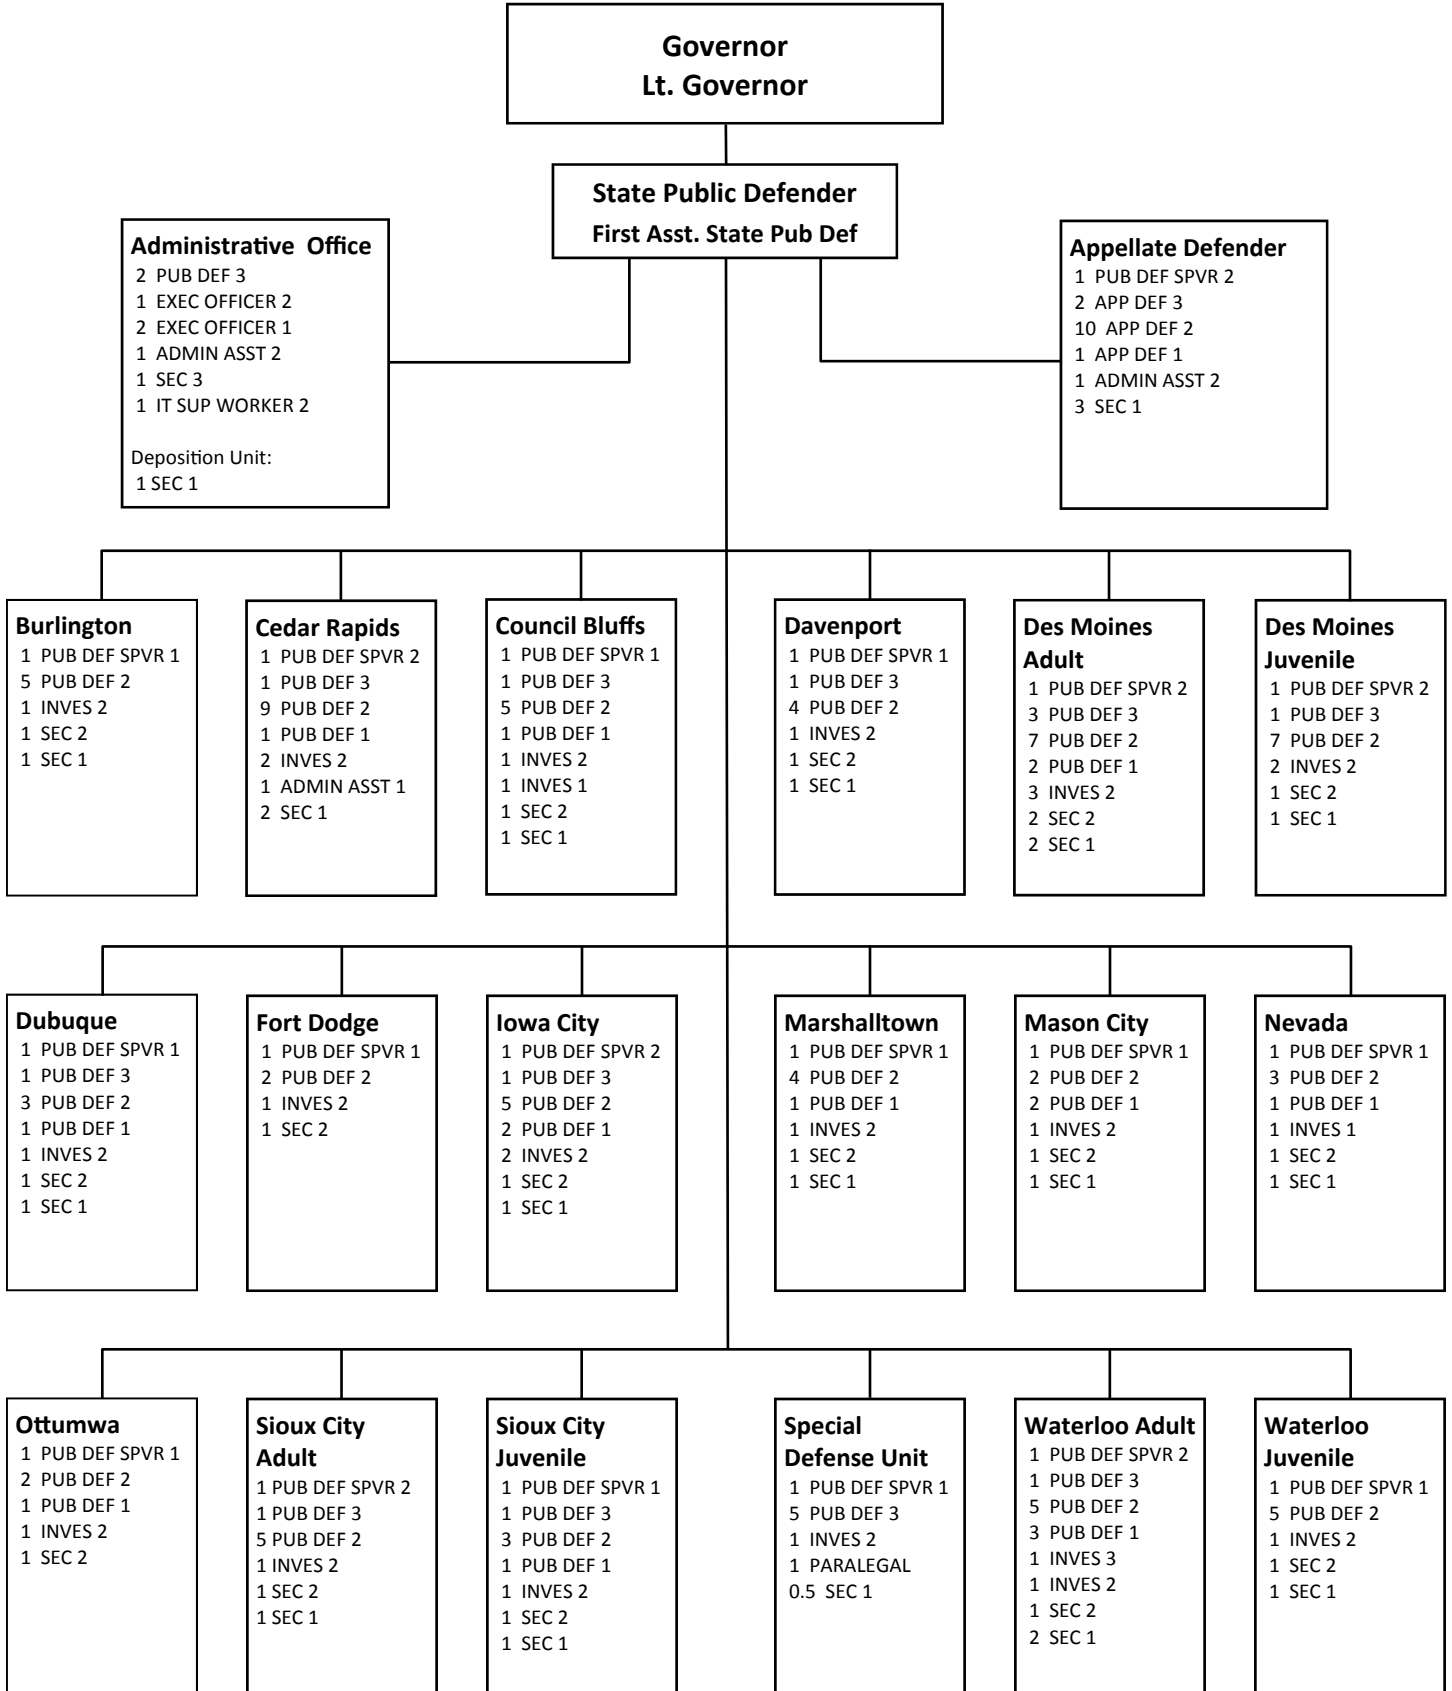 Governor
Lt. Governor
State Public Defender
First Asst. State Pub Def
Administrative Office
2 PUB DEF 3
1 EXEC OFFICER 2
2 EXEC OFFICER 1
1 ADMIN ASST 2
1 SEC 3
1 IT SUP WORKER 2
Deposition Unit:
1 SEC 1
Appellate Defender
1 PUB DEF SPVR 2
2 APP DEF 3
10 APP DEF 2
1 APP DEF 1
1 ADMIN ASST 2
3 SEC 1
Burlington
1 PUB DEF SPVR 1
5 PUB DEF 2
1 INVES 2
1 SEC 2
1 SEC 1
Cedar Rapids
1 PUB DEF SPVR 2
1 PUB DEF 3
9 PUB DEF 2
1 PUB DEF 1
2 INVES 2
1 ADMIN ASST 1
2 SEC 1
Council Bluffs
1 PUB DEF SPVR 1
1 PUB DEF 3
5 PUB DEF 2
1 PUB DEF 1
1 INVES 2
1 INVES 1
1 SEC 2
1 SEC 1
Davenport
1 PUB DEF SPVR 1
1 PUB DEF 3
4 PUB DEF 2
1 INVES 2
1 SEC 2
1 SEC 1
Des Moines
Adult
1 PUB DEF SPVR 2
3 PUB DEF 3
7 PUB DEF 2
2 PUB DEF 1
3 INVES 2
2 SEC 2
2 SEC 1
Des Moines
Juvenile
1 PUB DEF SPVR 2
1 PUB DEF 3
7 PUB DEF 2
2 INVES 2
1 SEC 2
1 SEC 1
Dubuque
1 PUB DEF SPVR 1
1 PUB DEF 3
3 PUB DEF 2
1 PUB DEF 1
1 INVES 2
1 SEC 2
1 SEC 1
Fort Dodge
1 PUB DEF SPVR 1
2 PUB DEF 2
1 INVES 2
1 SEC 2
Iowa City
1 PUB DEF SPVR 2
1 PUB DEF 3
5 PUB DEF 2
2 PUB DEF 1
2 INVES 2
1 SEC 2
1 SEC 1
Marshalltown
1 PUB DEF SPVR 1
4 PUB DEF 2
1 PUB DEF 1
1 INVES 2
1 SEC 2
1 SEC 1
Mason City
1 PUB DEF SPVR 1
2 PUB DEF 2
2 PUB DEF 1
1 INVES 2
1 SEC 2
1 SEC 1
Nevada
1 PUB DEF SPVR 1
3 PUB DEF 2
1 PUB DEF 1
1 INVES 1
1 SEC 2
1 SEC 1
Ottumwa
1 PUB DEF SPVR 1
2 PUB DEF 2
1 PUB DEF 1
1 INVES 2
1 SEC 2
Sioux City
Adult
1 PUB DEF SPVR 2
1 PUB DEF 3
5 PUB DEF 2
1 INVES 2
1 SEC 2
1 SEC 1
Sioux City
Juvenile
1 PUB DEF SPVR 1
1 PUB DEF 3
3 PUB DEF 2
1 PUB DEF 1
1 INVES 2
1 SEC 2
1 SEC 1
Special
Defense Unit
1 PUB DEF SPVR 1
5 PUB DEF 3
1 INVES 2
1 PARALEGAL
0.5 SEC 1
Waterloo Adult
1 PUB DEF SPVR 2
1 PUB DEF 3
5 PUB DEF 2
3 PUB DEF 1
1 INVES 3
1 INVES 2
1 SEC 2
2 SEC 1
Waterloo
Juvenile
1 PUB DEF SPVR 1
5 PUB DEF 2
1 INVES 2
1 SEC 2
1 SEC 1